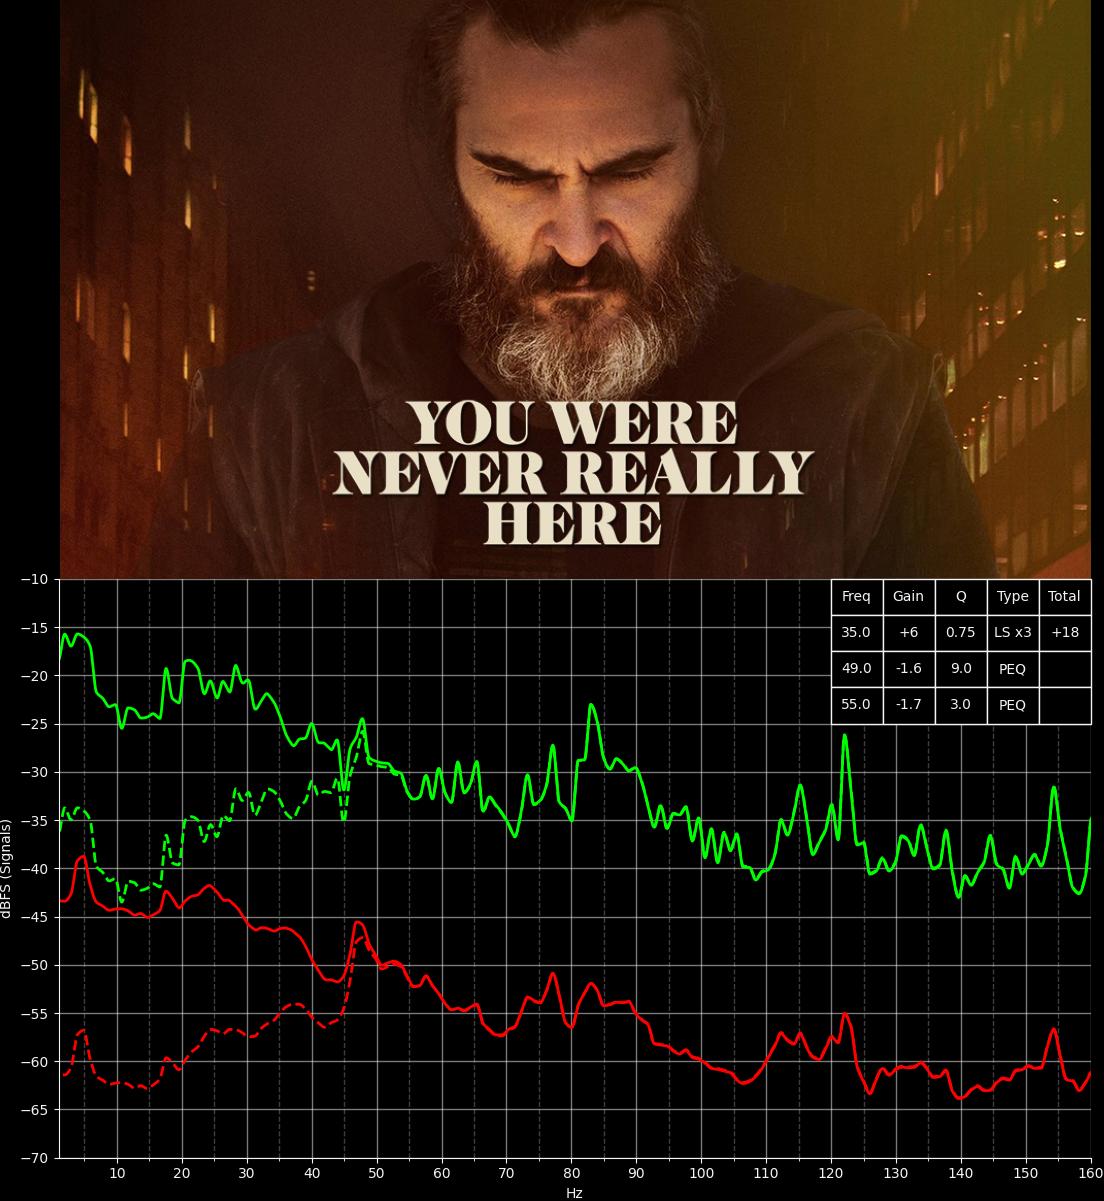 YOU WERE
NEVER REALLY
HERE
Freq Gain Q Type Total
35.0 +6 0.75 LS x3 +18
49.0 -1.6 9.0 PEQ
55.0 -1.7 3.0 PEQ
−10
−15
−20
−25
−30
−35
−40
−45
−50
−55
−60
−65
−70
dBFS (Signals)
10 20 30 40 50 60 70 80 90 100 110 120 130 140 150 160
Hz